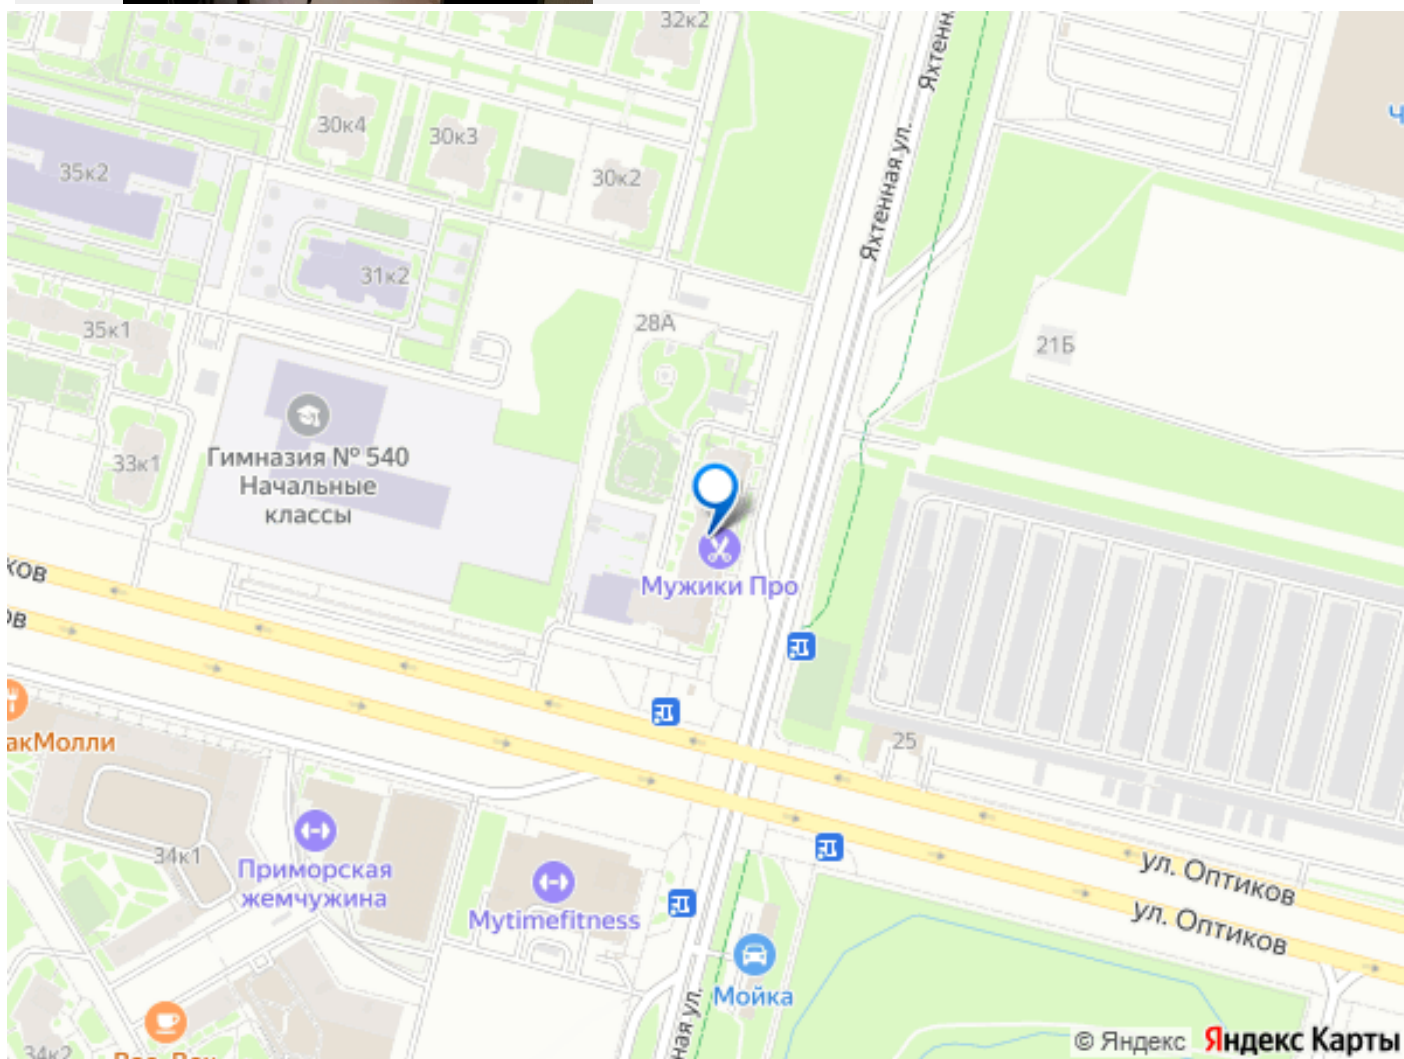 32к2
Яхтенн
30к4
30к3
35к2
30к2
Яхтенная ул.
31к2
28А
35к1
21Б
Гимназия № 540
Начальные
классы
33к1
Мужики Про
ков
ов
акМолли
25
34к1
Приморская
жемчужина
Mytimefitness
ул. Оптиков
ул. Оптиков
Мойка
ная ул.
34к2
© Яндекс Яндекс Карты